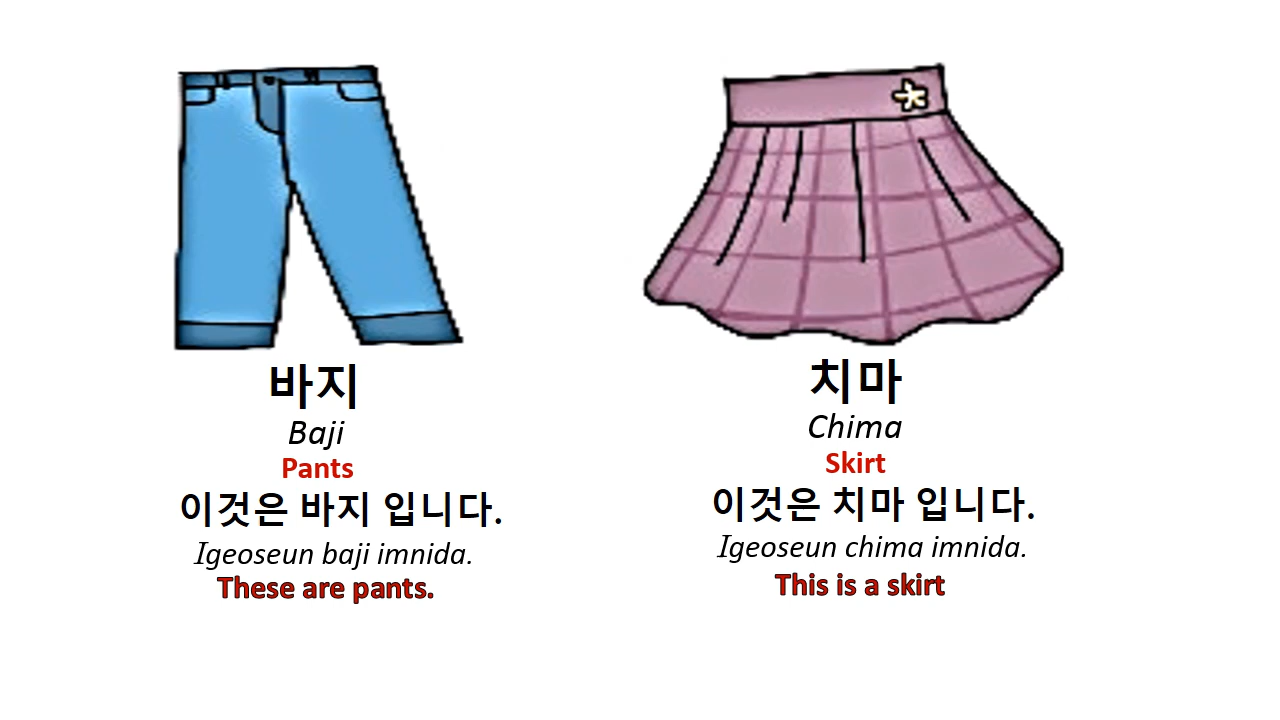 바지
Baji
Pants
이것은 바지 입니다.
Igeoseun baji imnida.
These are pants.
치마
Chima
Skirt
이것은 치마 입니다.
Igeoseun chima imnida.
This is a skirt